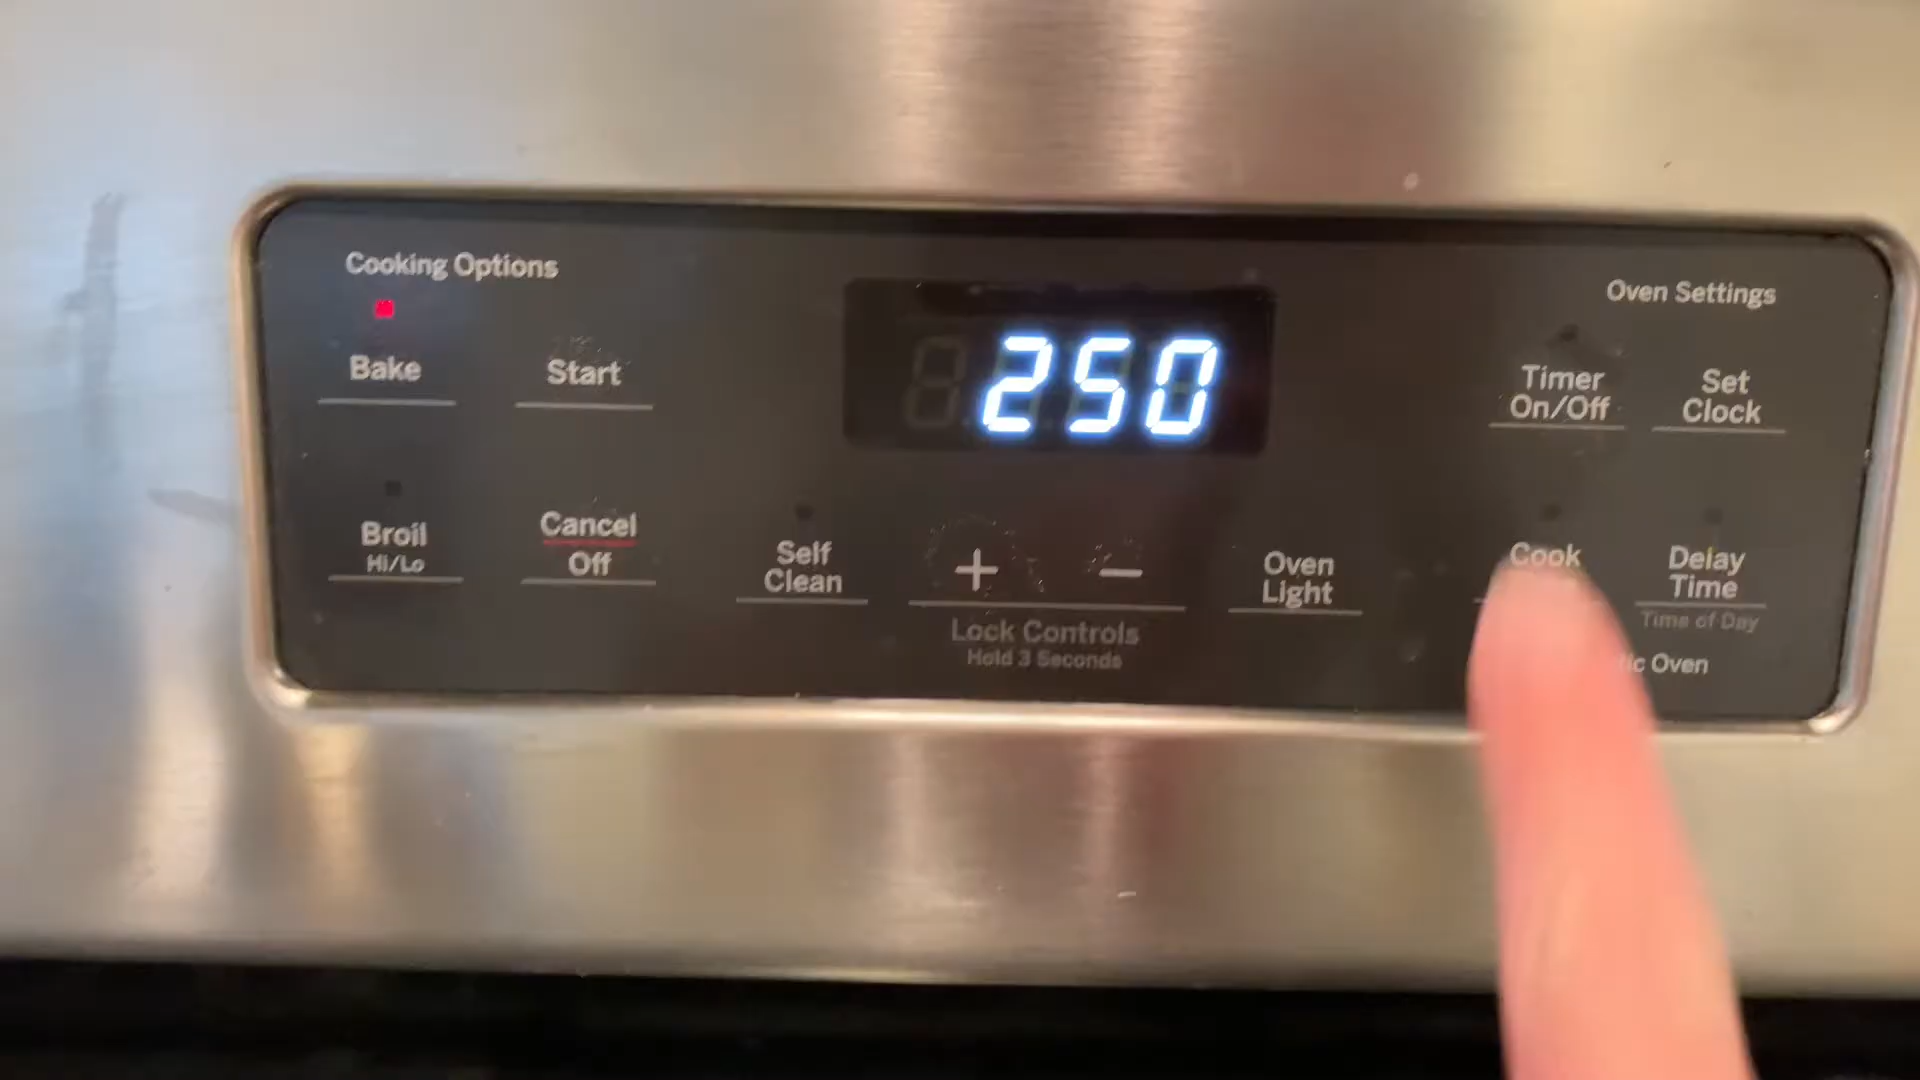 Cooking Options
Oven Settings
Bake
Start
250
Timer
On/Off
Set
Clock
Broil
Hi/Lo
Cancel
Off
Self
Clean
+
−
Lock Controls
Hold 3 Seconds
Oven
Light
Cook
Delay
Time
Time of Day
Oven